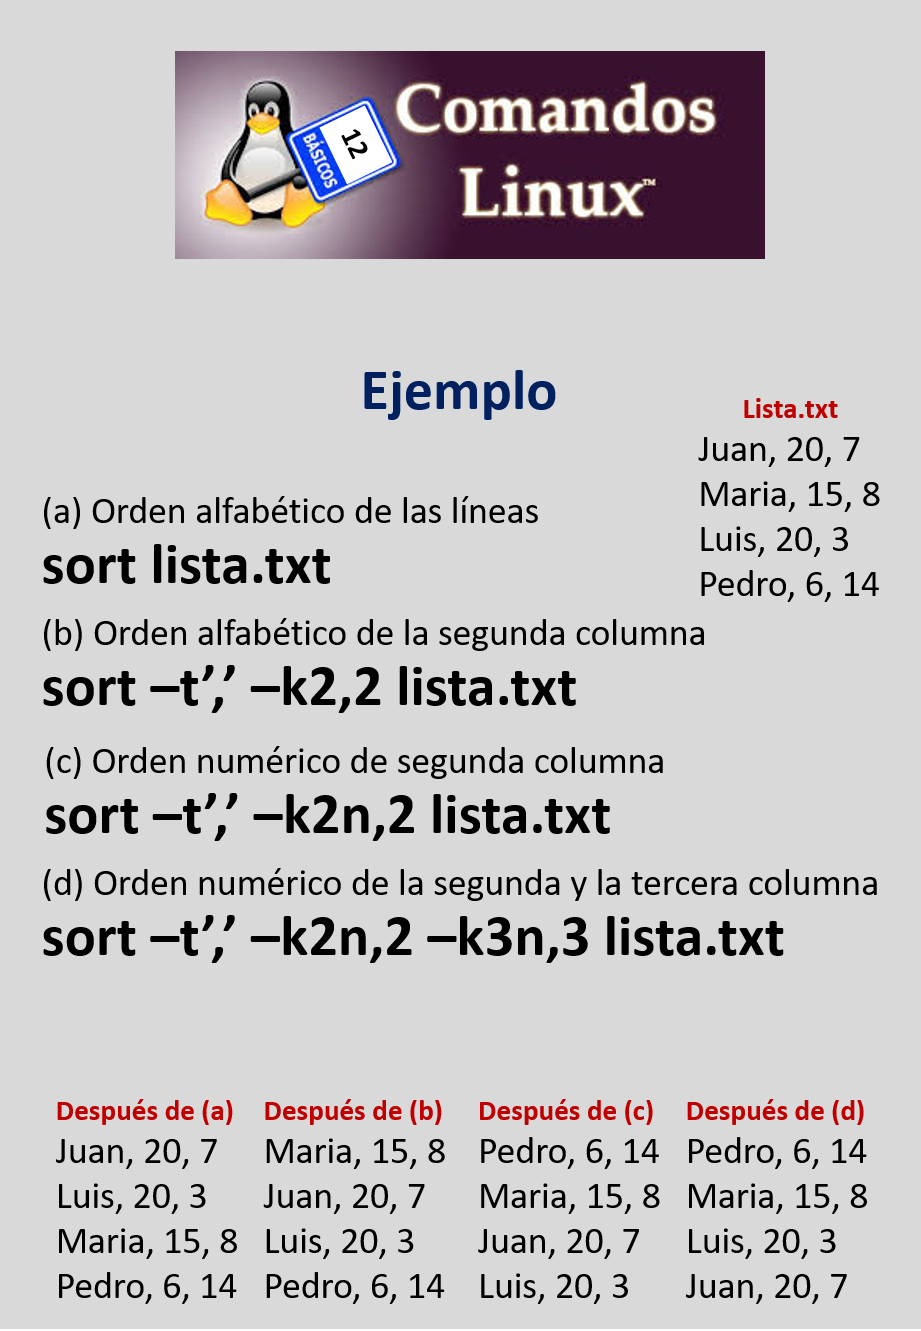 Comandos
Linux™
BÁSICOS
12
Ejemplo
Lista.txt
Juan, 20, 7
Maria, 15, 8
Luis, 20, 3
Pedro, 6, 14
(a) Orden alfabético de las líneas
sort lista.txt
(b) Orden alfabético de la segunda columna
sort –t’,’ –k2,2 lista.txt
(c) Orden numérico de segunda columna
sort –t’,’ –k2n,2 lista.txt
(d) Orden numérico de la segunda y la tercera columna
sort –t’,’ –k2n,2 –k3n,3 lista.txt
Después de (a)
Juan, 20, 7
Luis, 20, 3
Maria, 15, 8
Pedro, 6, 14
Después de (b)
Maria, 15, 8
Juan, 20, 7
Luis, 20, 3
Pedro, 6, 14
Después de (c)
Pedro, 6, 14
Maria, 15, 8
Juan, 20, 7
Luis, 20, 3
Después de (d)
Pedro, 6, 14
Maria, 15, 8
Luis, 20, 3
Juan, 20, 7